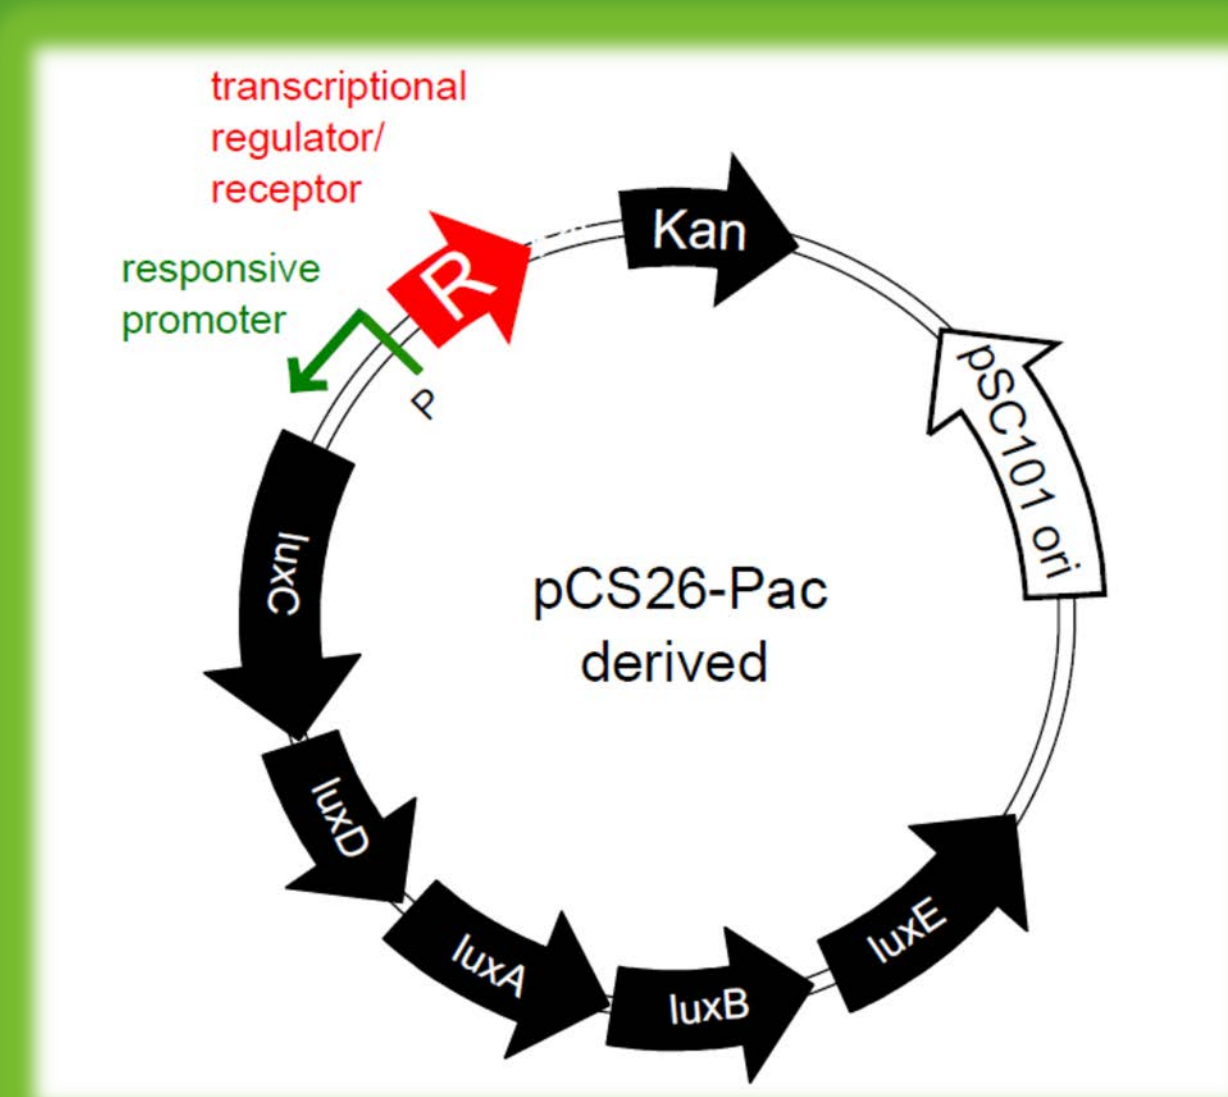 transcriptional
regulator/
receptor
responsive
promoter
R
Kan
P
pSC101 ori
luxC
pCS26-Pac
derived
luxD
luxA
luxB
luxE